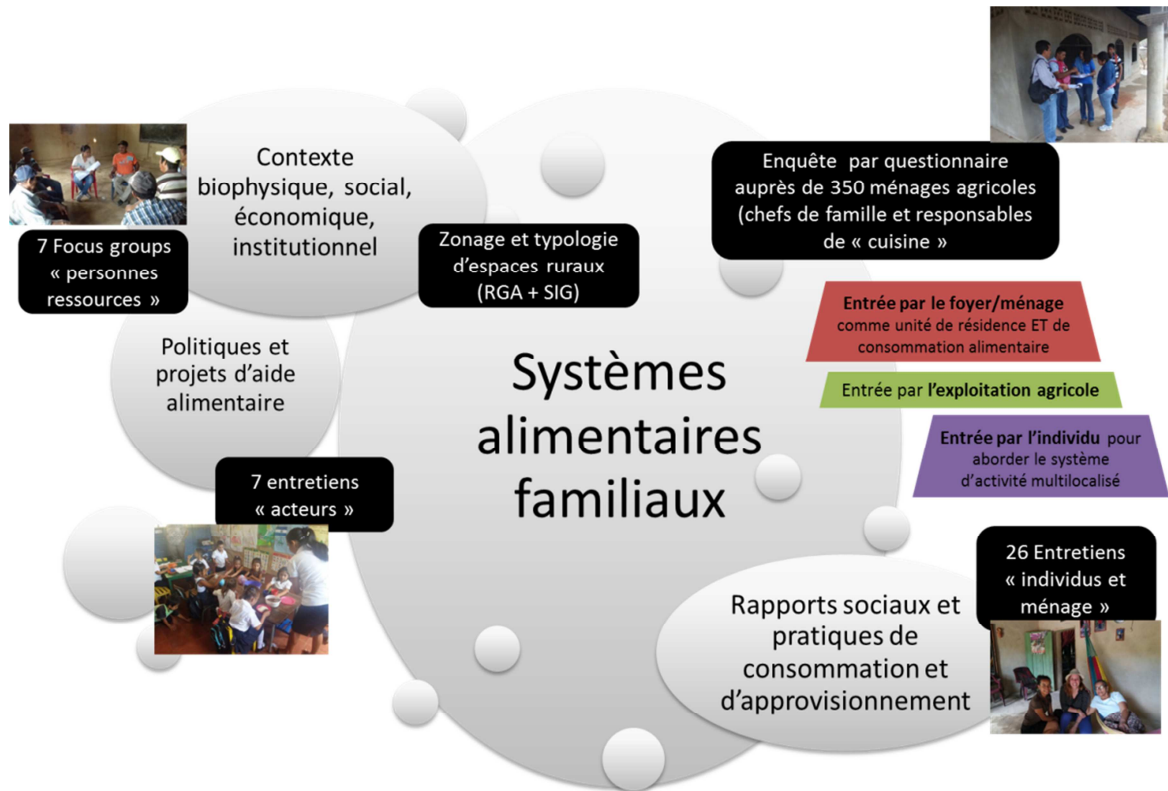 Contexte
biophysique, social,
économique,
institutionnel
7 Focus groups
« personnes
ressources »
Zonage et typologie
d’espaces ruraux
(RGA + SIG)
Enquête par questionnaire
auprès de 350 ménages agricoles
(chefs de famille et responsables
de « cuisine »
Politiques et
projets d’aide
alimentaire
Systèmes
alimentaires
familiaux
Entrée par le foyer/ménage
comme unité de résidence ET de
consommation alimentaire
Entrée par l’exploitation agricole
Entrée par l’individu pour
aborder le système
d’activité multilocalisé
7 entretiens
« acteurs »
26 Entretiens
« individus et
ménage »
Rapports sociaux et
pratiques de
consommation et
d’approvisionnement